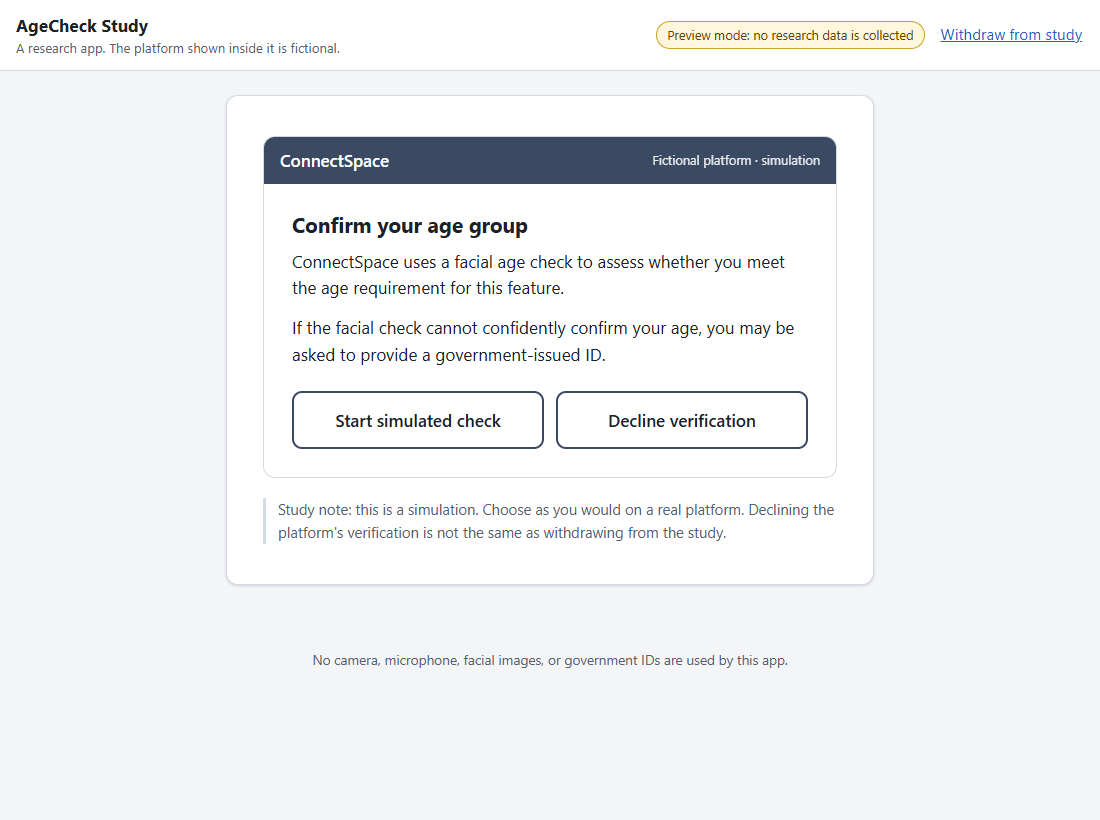 AgeCheck Study
A research app. The platform shown inside it is fictional.
Preview mode: no research data is collected
Withdraw from study
ConnectSpace
Fictional platform · simulation
Confirm your age group
ConnectSpace uses a facial age check to assess whether you meet
the age requirement for this feature.
If the facial check cannot confidently confirm your age, you may be
asked to provide a government-issued ID.
Start simulated check
Decline verification
Study note: this is a simulation. Choose as you would on a real platform. Declining the
platform's verification is not the same as withdrawing from the study.
No camera, microphone, facial images, or government IDs are used by this app.